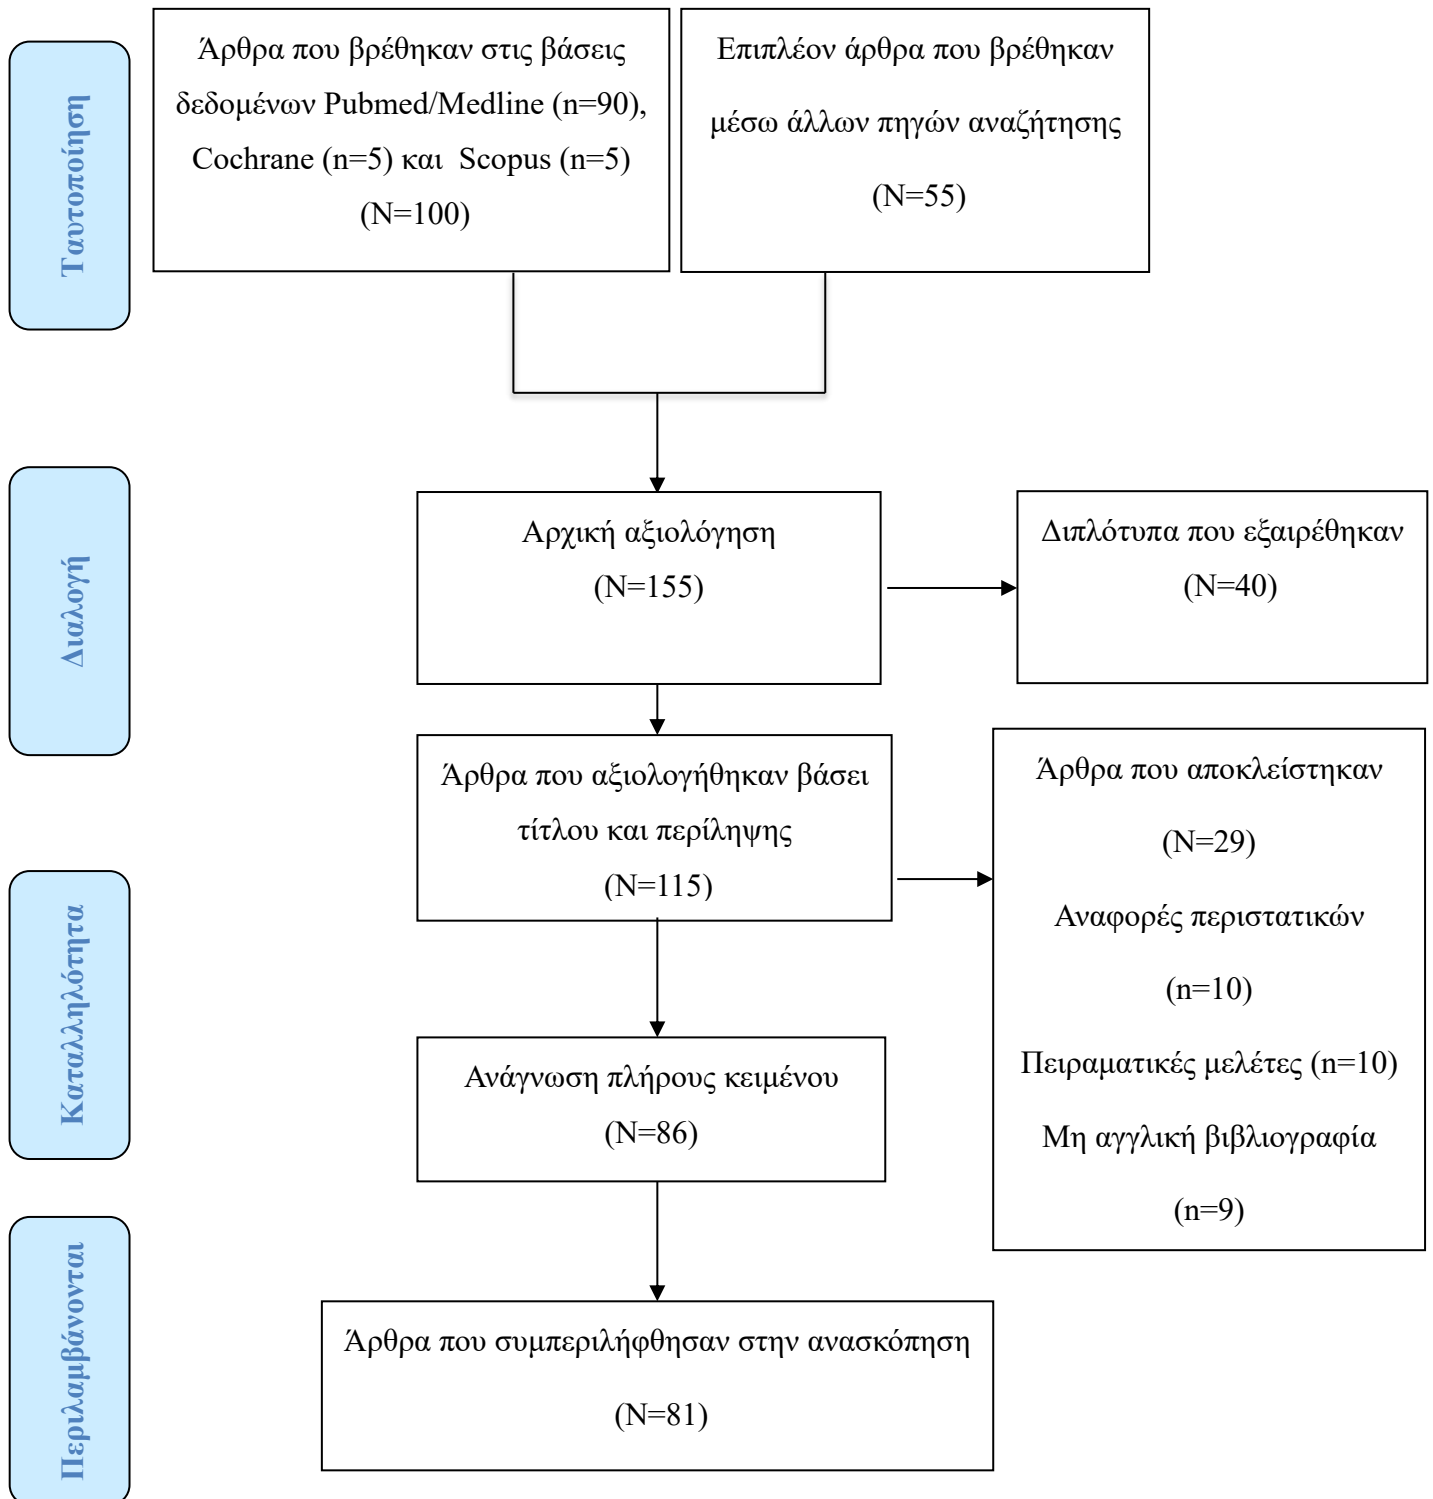 Ταυτοποίηση
Άρθρα που βρέθηκαν στις βάσεις
δεδομένων Pubmed/Medline (n=90),
Cochrane (n=5) και Scopus (n=5)
(N=100)
Επιπλέον άρθρα που βρέθηκαν
μέσω άλλων πηγών αναζήτησης
(N=55)
Διαλογή
Αρχική αξιολόγηση
(N=155)
Διπλότυπα που εξαιρέθηκαν
(N=40)
Άρθρα που αξιολογήθηκαν βάσει
τίτλου και περίληψης
(N=115)
Άρθρα που αποκλείστηκαν
(N=29)
Αναφορές περιστατικών
(n=10)
Πειραματικές μελέτες (n=10)
Μη αγγλική βιβλιογραφία
(n=9)
Καταλληλότητα
Ανάγνωση πλήρους κειμένου
(N=86)
Περιλαμβάνονται
Άρθρα που συμπεριλήφθησαν στην ανασκόπηση
(N=81)